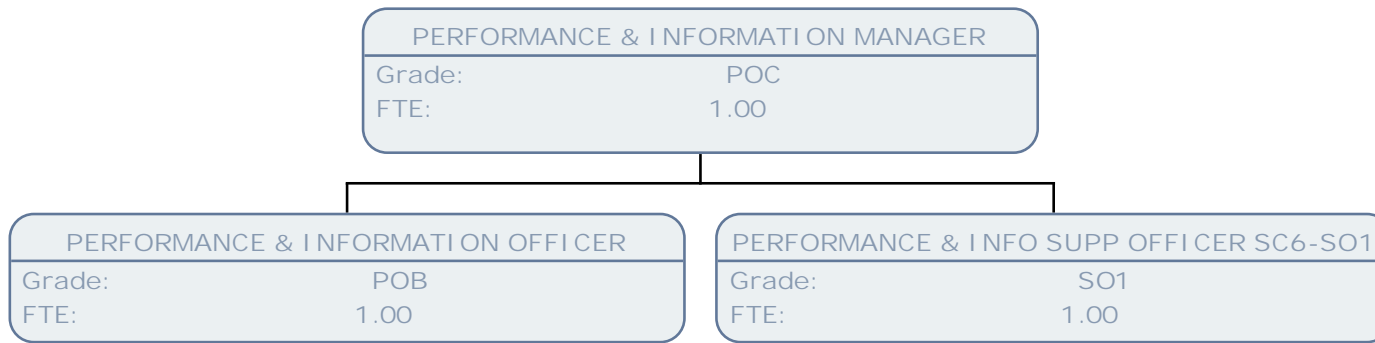 PERFORMANCE & INFORMATION MANAGER
Grade: POC
FTE: 1.00
PERFORMANCE & INFORMATION OFFICER
Grade: POB
FTE: 1.00
PERFORMANCE & INFO SUPP OFFICER SC6-SO1
Grade: SO1
FTE: 1.00